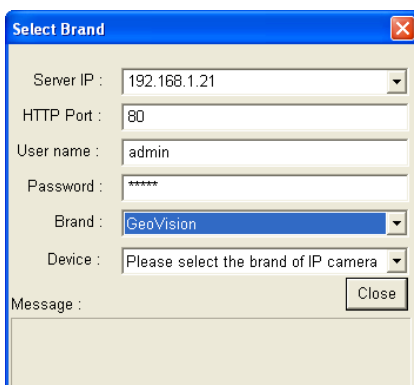 Select Brand
Server IP : 192.168.1.21
HTTP Port : 80
User name : admin
Password : *****
Brand : GeoVision
Device : Please select the brand of IP camera
Close
Message :